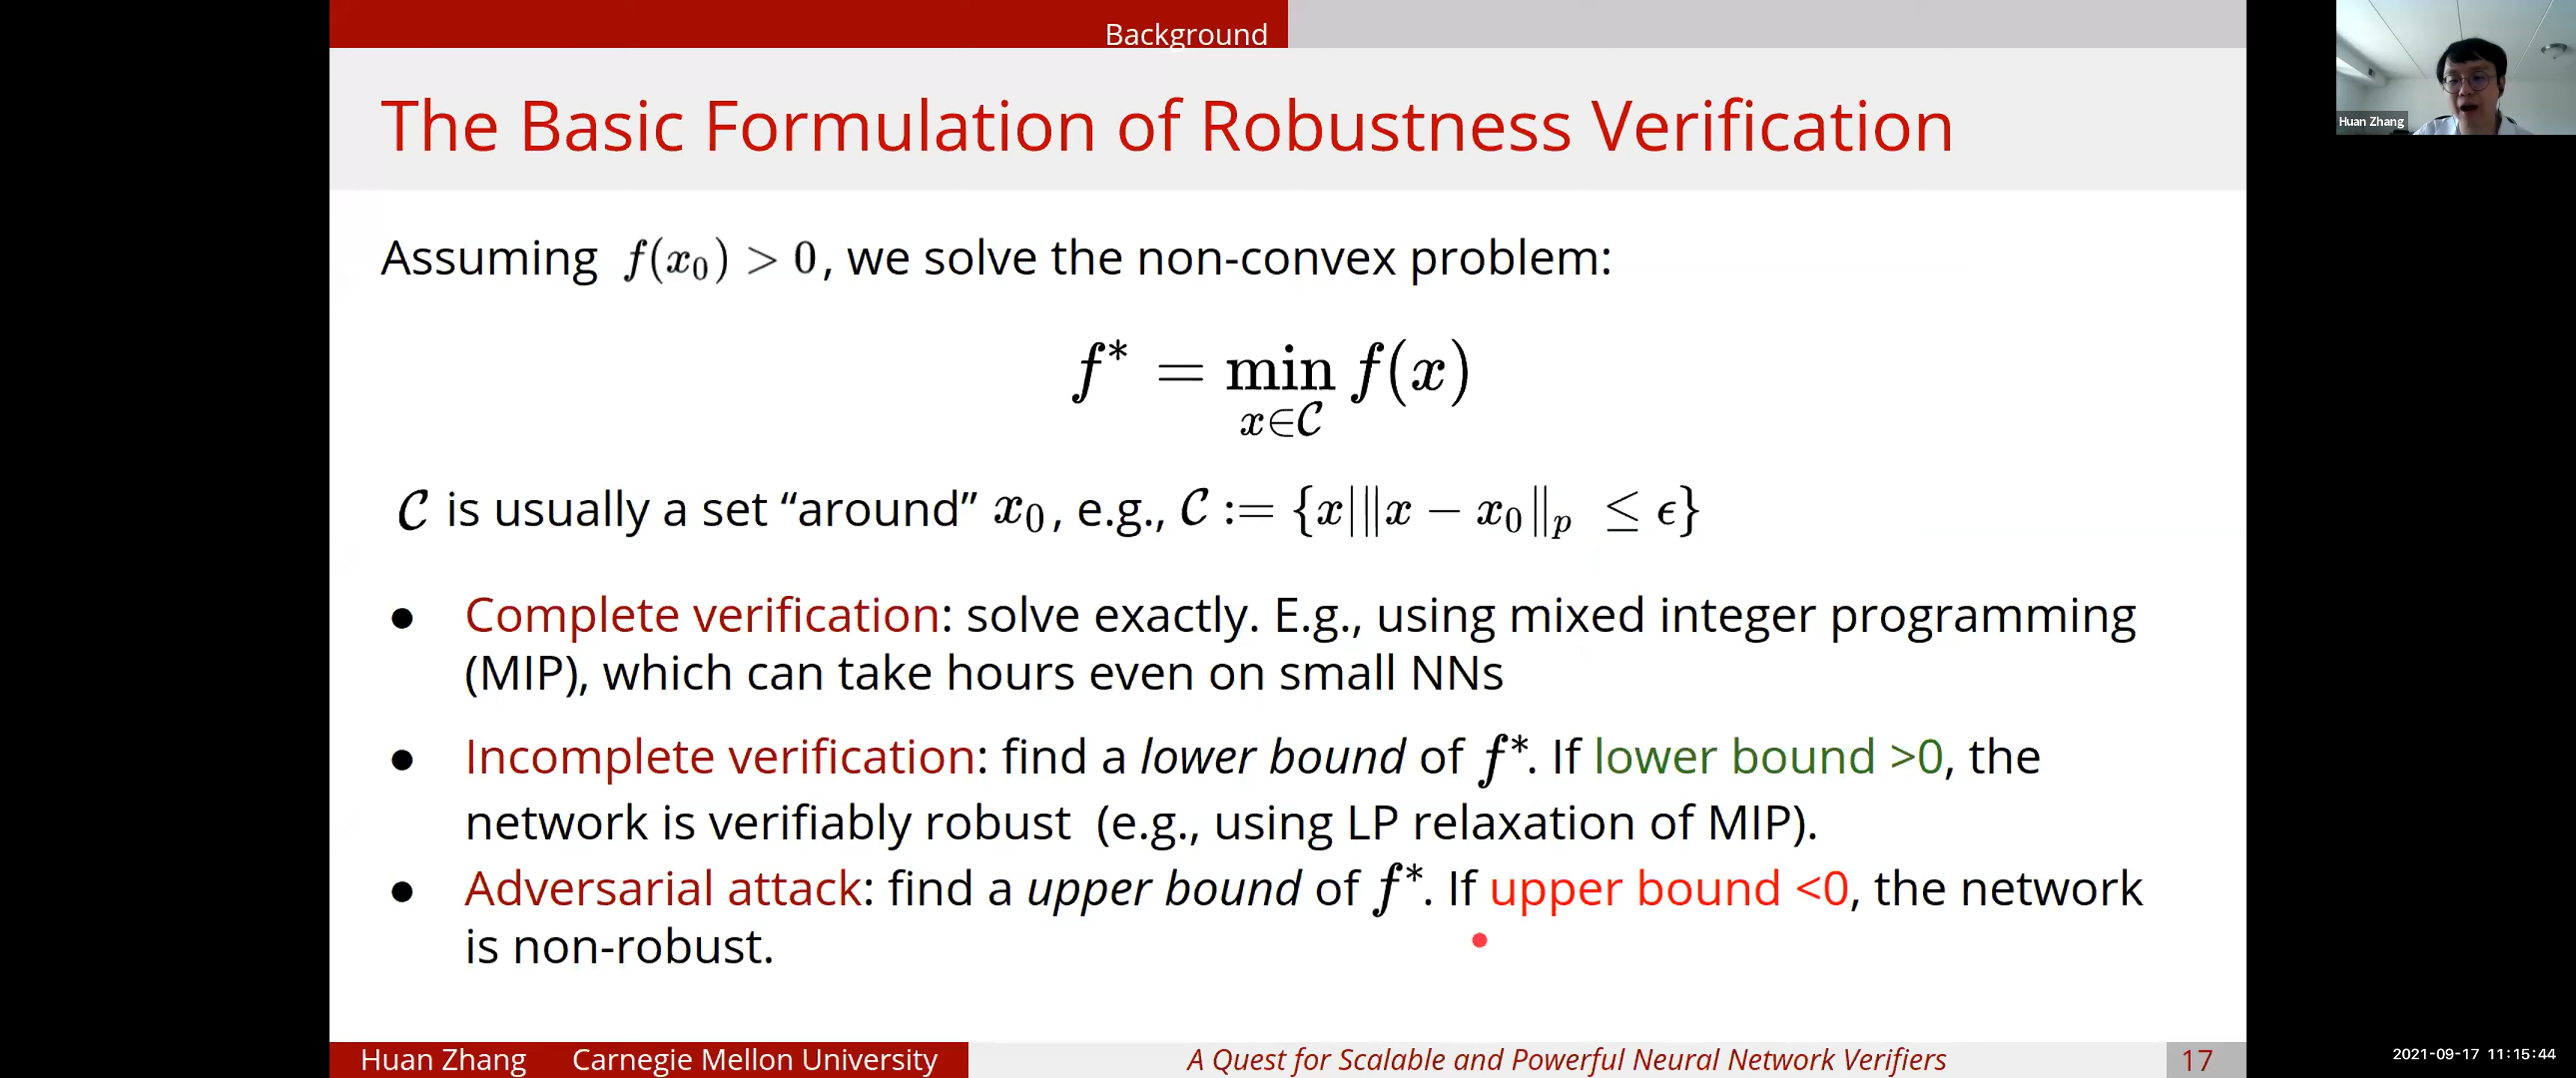 Background
Huan Zhang
The Basic Formulation of Robustness Verification
Assuming f(x₀) > 0, we solve the non-convex problem:
f* = min f(x)
x∈𝒞
𝒞 is usually a set “around” x₀, e.g., 𝒞 := {x|‖x − x₀‖ₚ ≤ ϵ}
● Complete verification: solve exactly. E.g., using mixed integer programming
(MIP), which can take hours even on small NNs
● Incomplete verification: find a lower bound of f*. If lower bound >0, the
network is verifiably robust (e.g., using LP relaxation of MIP).
● Adversarial attack: find a upper bound of f*. If upper bound <0, the network
is non-robust.
Huan Zhang Carnegie Mellon University A Quest for Scalable and Powerful Neural Network Verifiers 17
2021-09-17 11:15:44